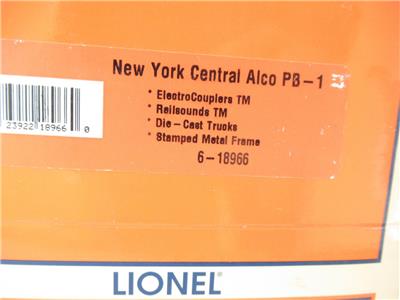 New York Central Alco PB-1
* ElectroCouplers TM
* Railsounds TM
* Die-Cast Trucks
* Stamped Metal Frame
6-18966
23922 18966 0
LIONEL®